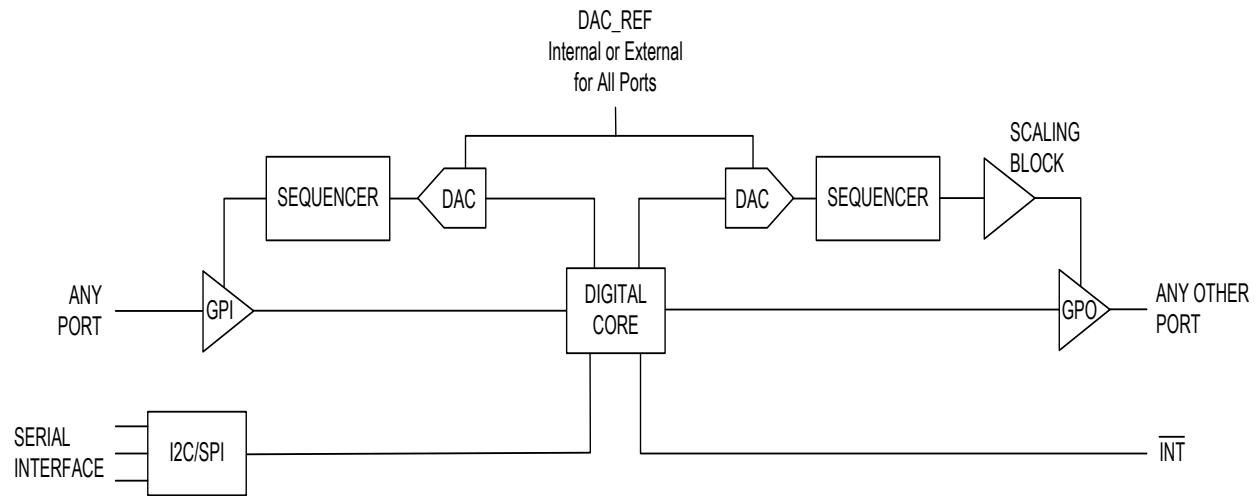 DAC_REF
Internal or External
for All Ports
SCALING
BLOCK
SEQUENCER
DAC
DAC
SEQUENCER
ANY
PORT
GPI
DIGITAL
CORE
GPO
ANY OTHER
PORT
SERIAL
INTERFACE
I2C/SPI
INT